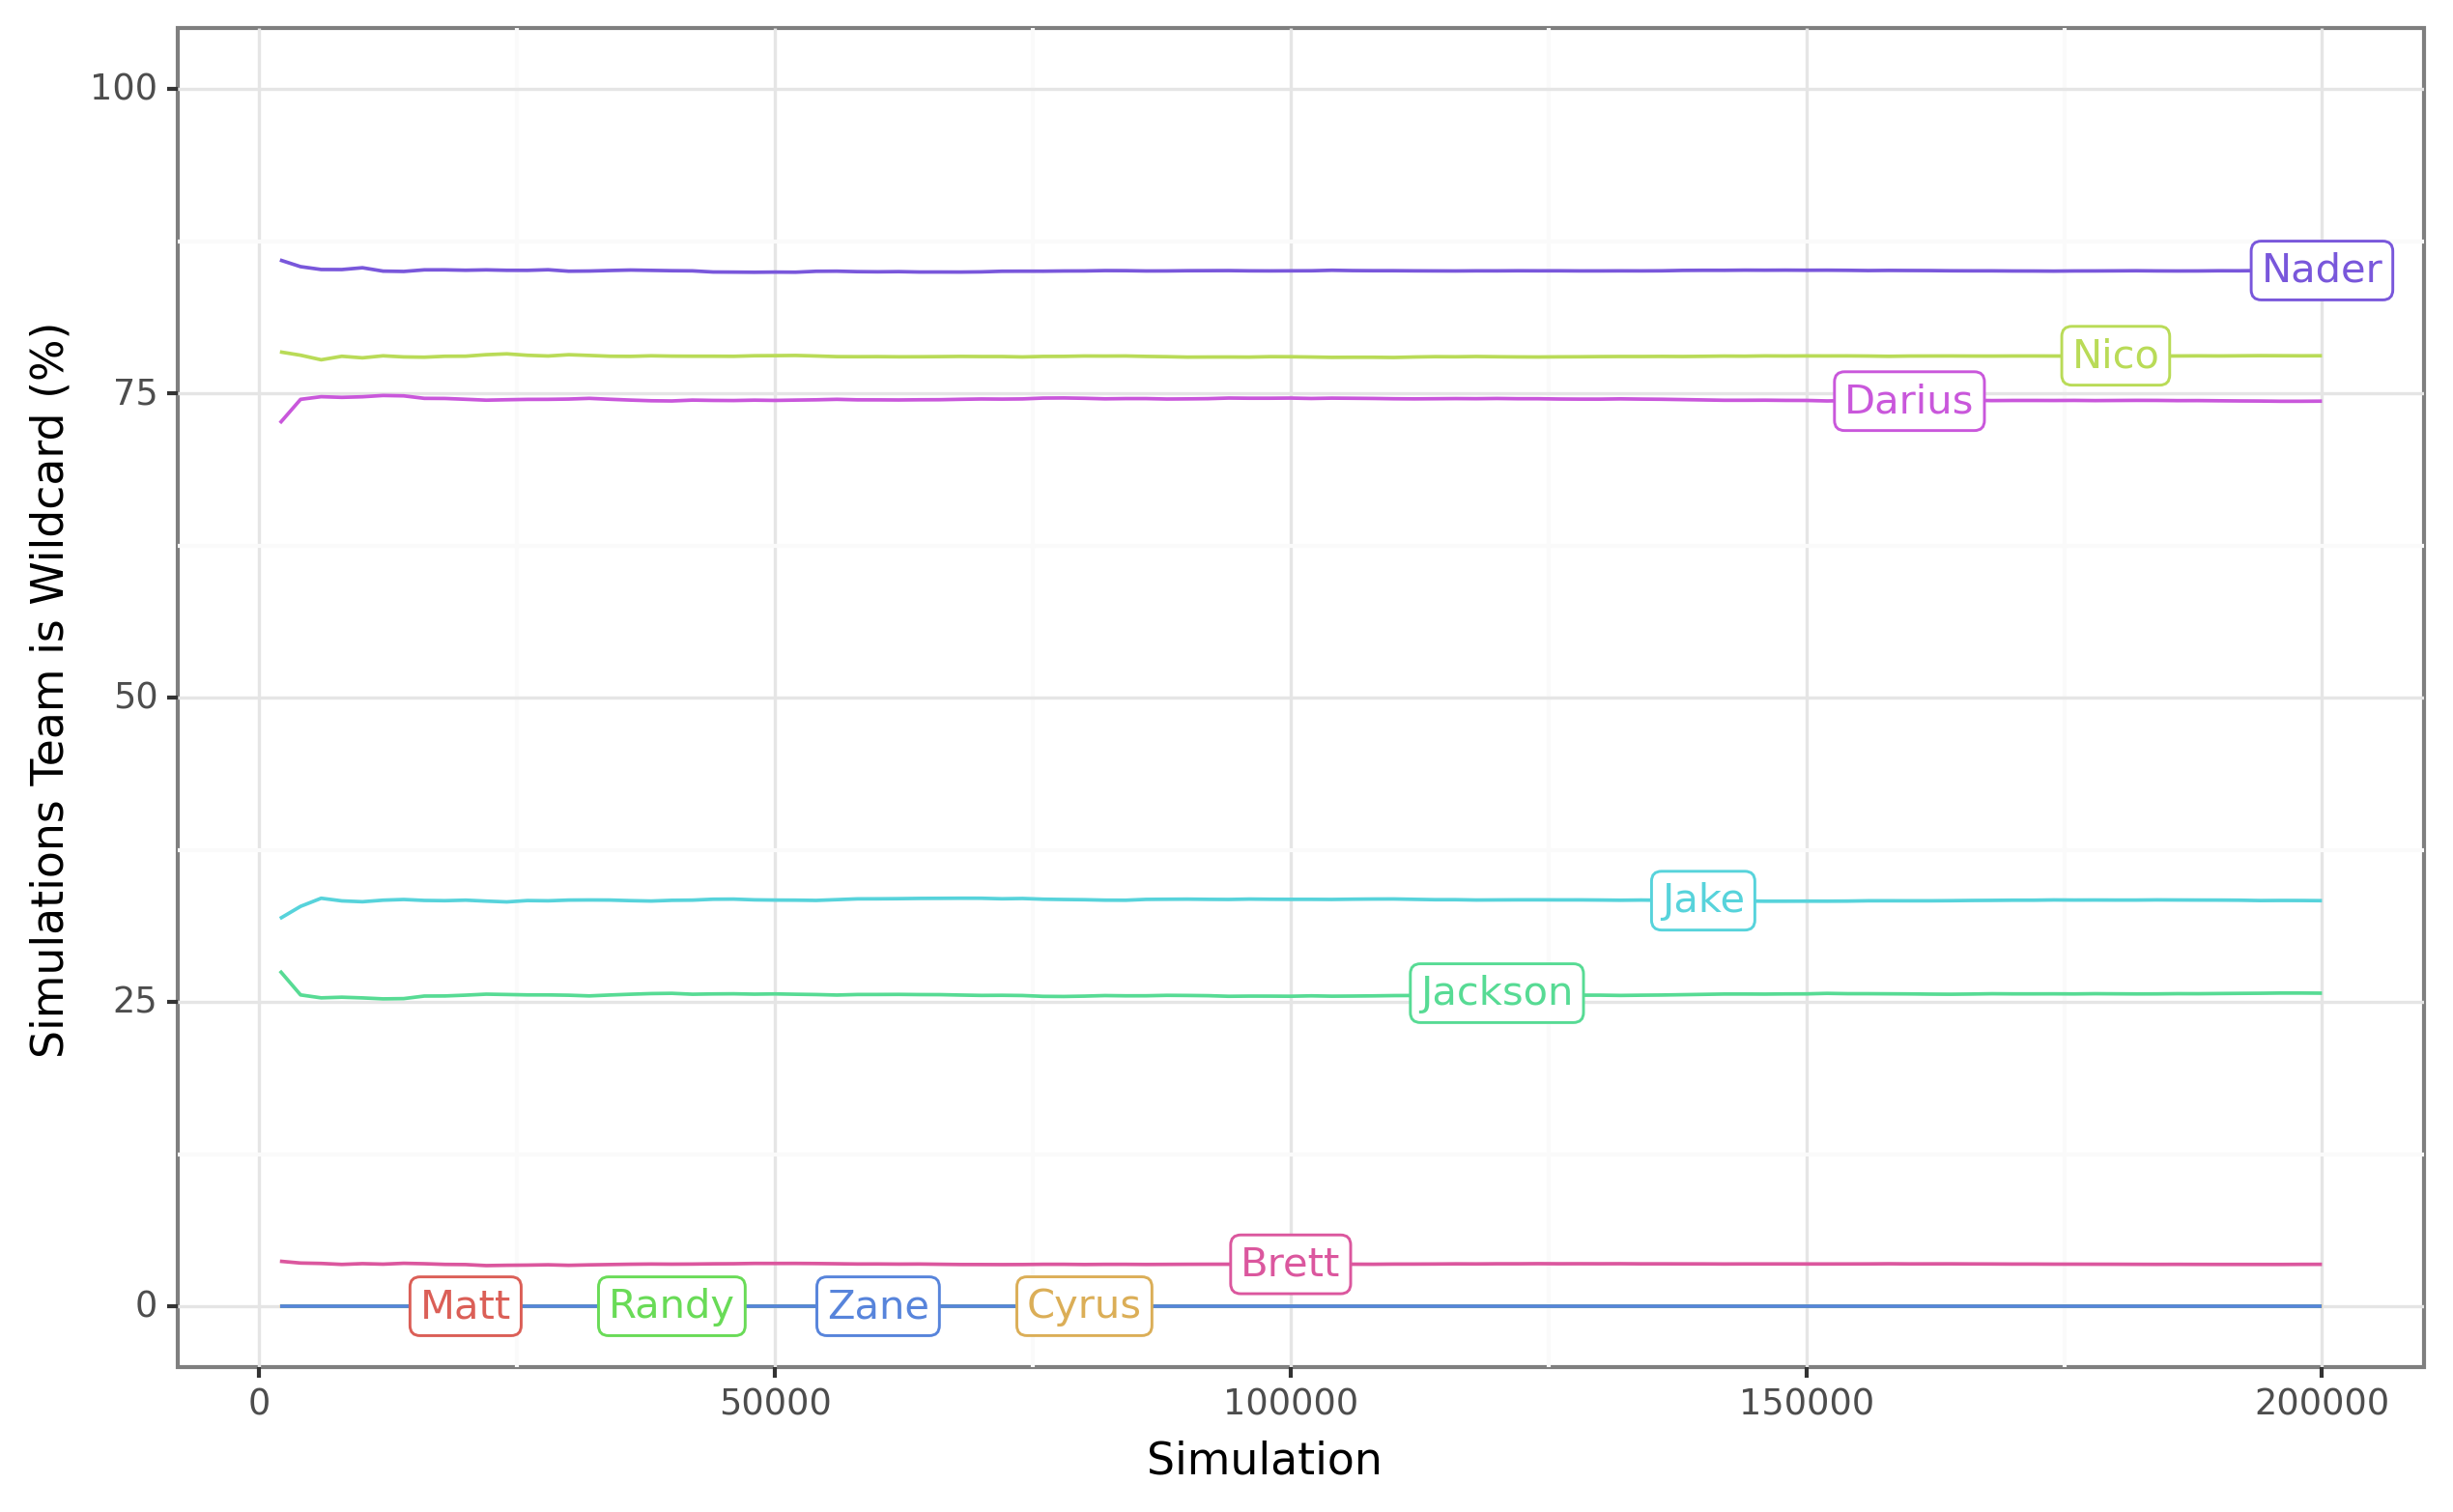 Simulations Team is Wildcard (%)
100
75
50
25
0
Nader
Nico
Darius
Jake
Jackson
Brett
Matt
Randy
Zane
Cyrus
0
50000
100000
150000
200000
Simulation